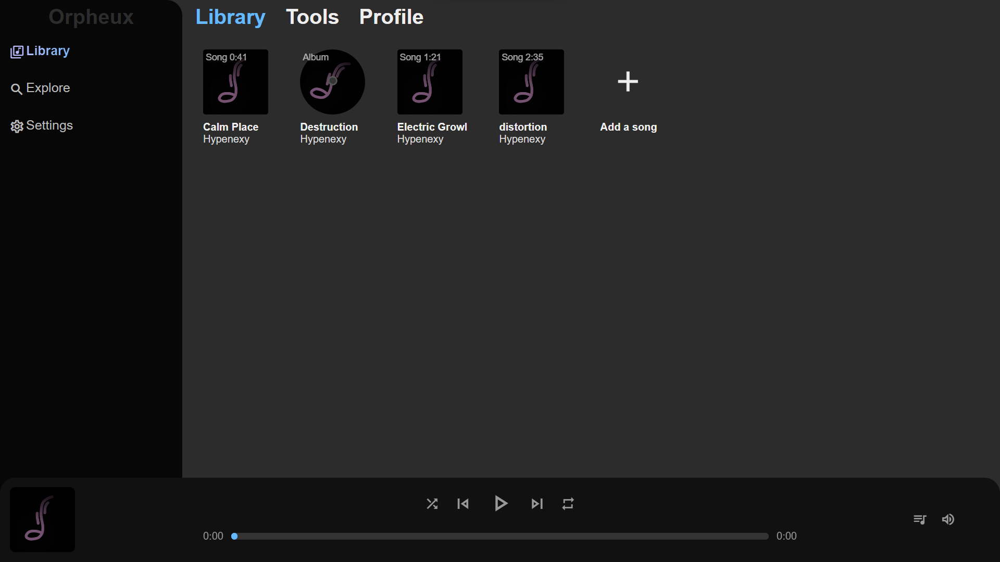 Orpheux
Library
Explore
Settings
Library Tools Profile
Song 0:41
Calm Place
Hypenexy
Album
Destruction
Hypenexy
Song 1:21
Electric Growl
Hypenexy
Song 2:35
distortion
Hypenexy
Add a song
0:00
0:00